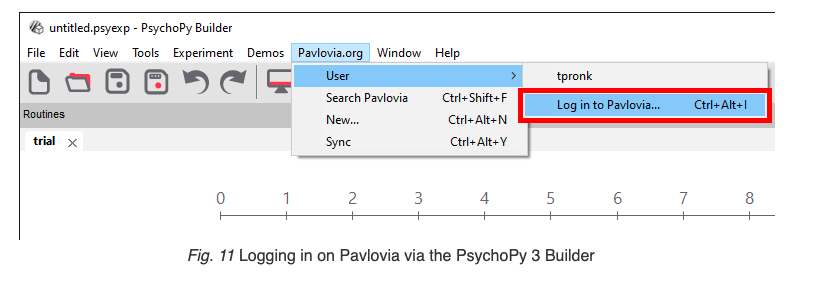 untitled.psyexp - PsychoPy Builder
File Edit View Tools Experiment Demos Pavlovia.org Window Help
User > tpronk
Search Pavlovia Ctrl+Shift+F Log in to Pavlovia... Ctrl+Alt+I
New... Ctrl+Alt+N
Sync Ctrl+Alt+Y
Routines
trial ×
0 1 2 3 4 5 6 7 8
Fig. 11 Logging in on Pavlovia via the PsychoPy 3 Builder